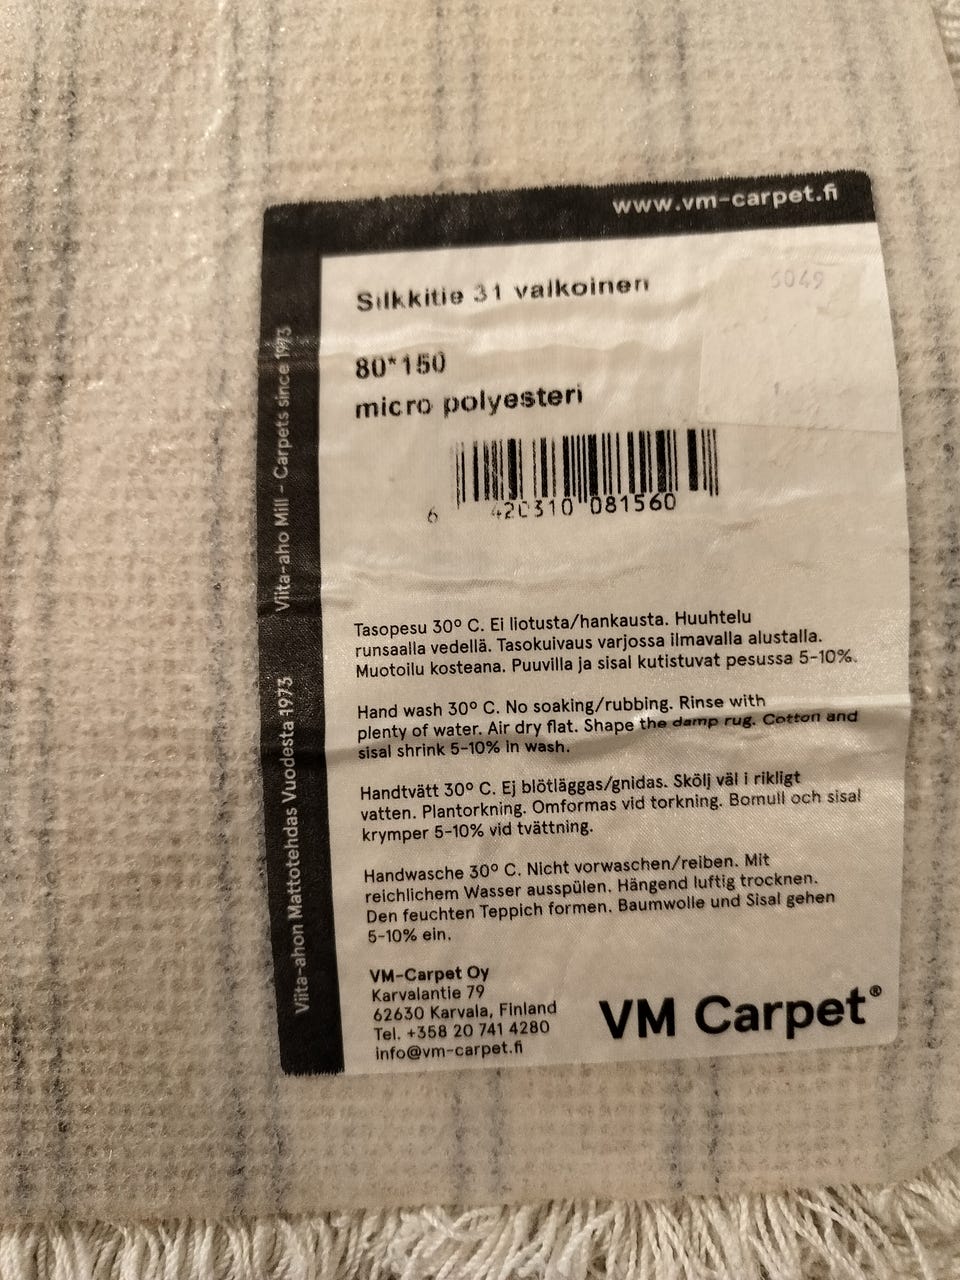 www.vm-carpet.fi
Silkkitie 31 valkoinen
6049
80*150
micro polyesteri
6 420310 081560
Tasopesu 30º C. Ei liotusta/hankausta. Huuhtelu
runsaalla vedellä. Tasokuivaus varjossa ilmavalla alustalla.
Muotoilu kosteana. Puuvilla ja sisal kutistuvat pesussa 5-10%.
Hand wash 30º C. No soaking/rubbing. Rinse with
plenty of water. Air dry flat. Shape the damp rug. Cotton and
sisal shrink 5-10% in wash.
Handtvätt 30º C. Ej blötläggas/gnidas. Skölj väl i rikligt
vatten. Plantorkning. Omformas vid torkning. Bomull och sisal
krymper 5-10% vid tvättning.
Handwasche 30º C. Nicht vorwaschen/reiben. Mit
reichlichem Wasser ausspülen. Hängend luftig trocknen.
Den feuchten Teppich formen. Baumwolle und Sisal gehen
5-10% ein.
VM-Carpet Oy
Karvalantie 79
62630 Karvala, Finland
Tel. +358 20 741 4280
info@vm-carpet.fi
VM Carpet®
Viita-ahon Mattotehdas Vuodesta 1973
Viita-aho Mill - Carpets since 1973